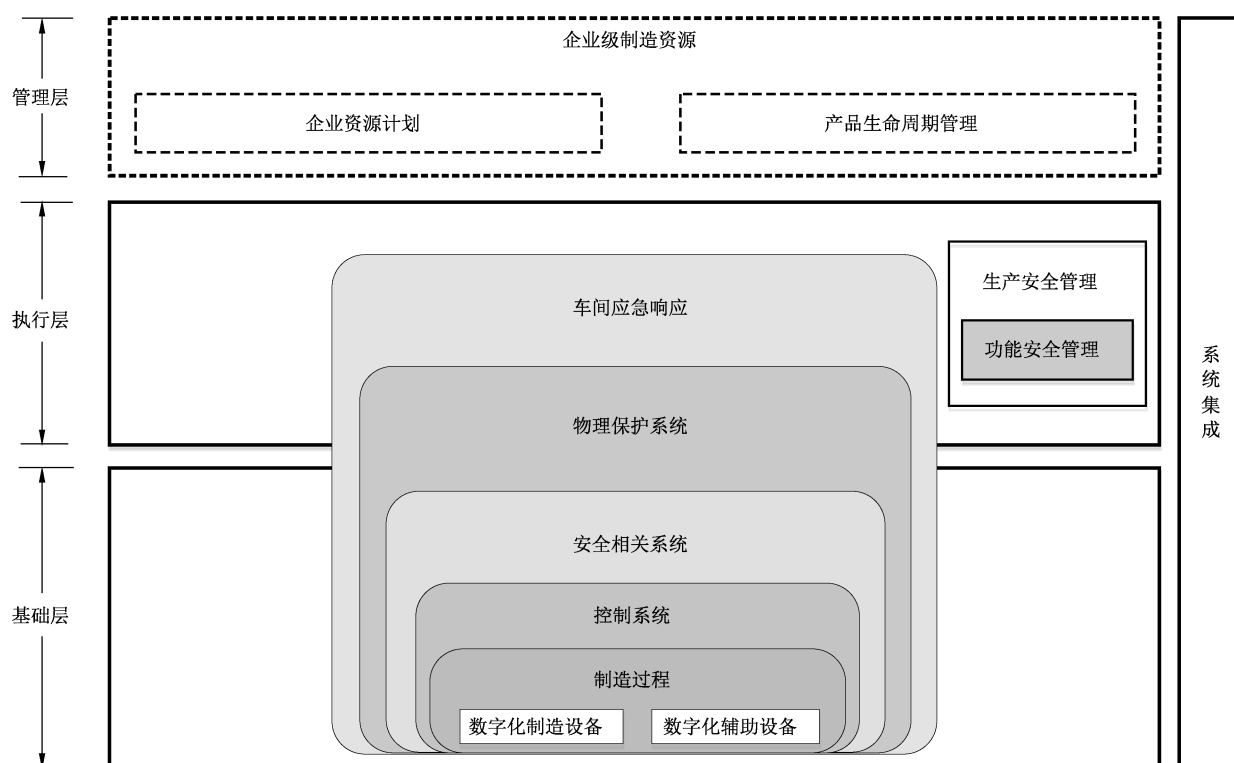 企业级制造资源
管理层
企业资源计划
产品生命周期管理
生产安全管理
车间应急响应
执行层
功能安全管理
系统集成
物理保护系统
安全相关系统
基础层
控制系统
制造过程
数字化制造设备
数字化辅助设备